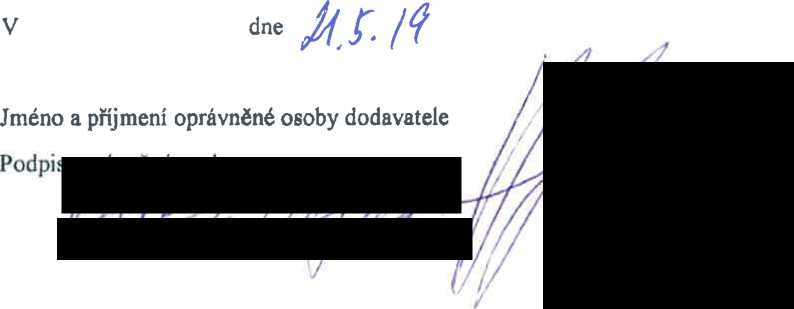 V dne 21.5.19
Jméno a příjmení oprávněné osoby dodavatele
Podpis